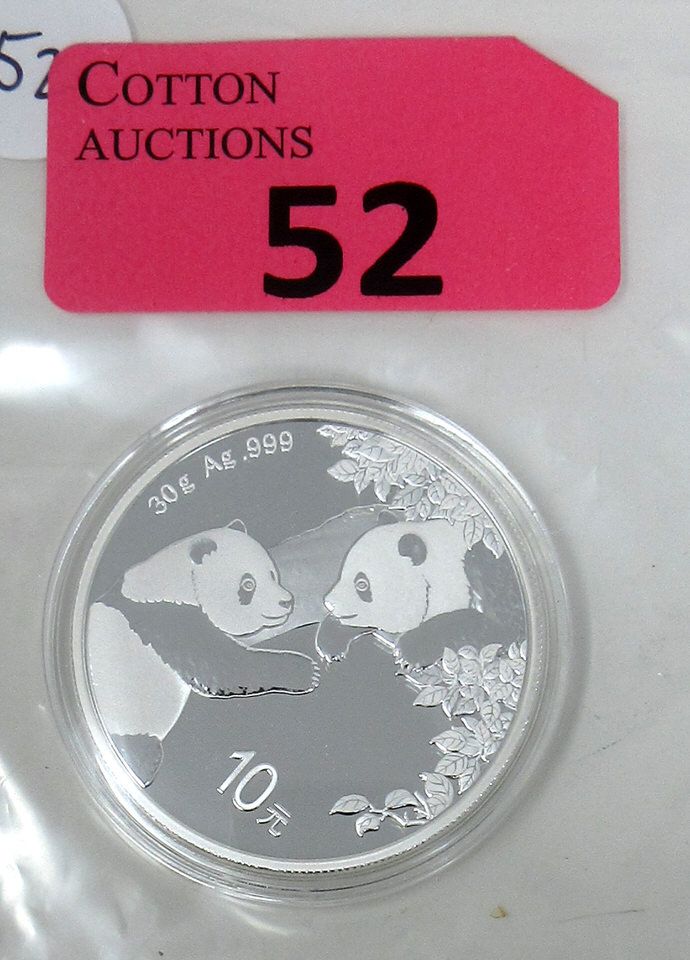 52
COTTON
AUCTIONS
52
30g Ag .999
10元